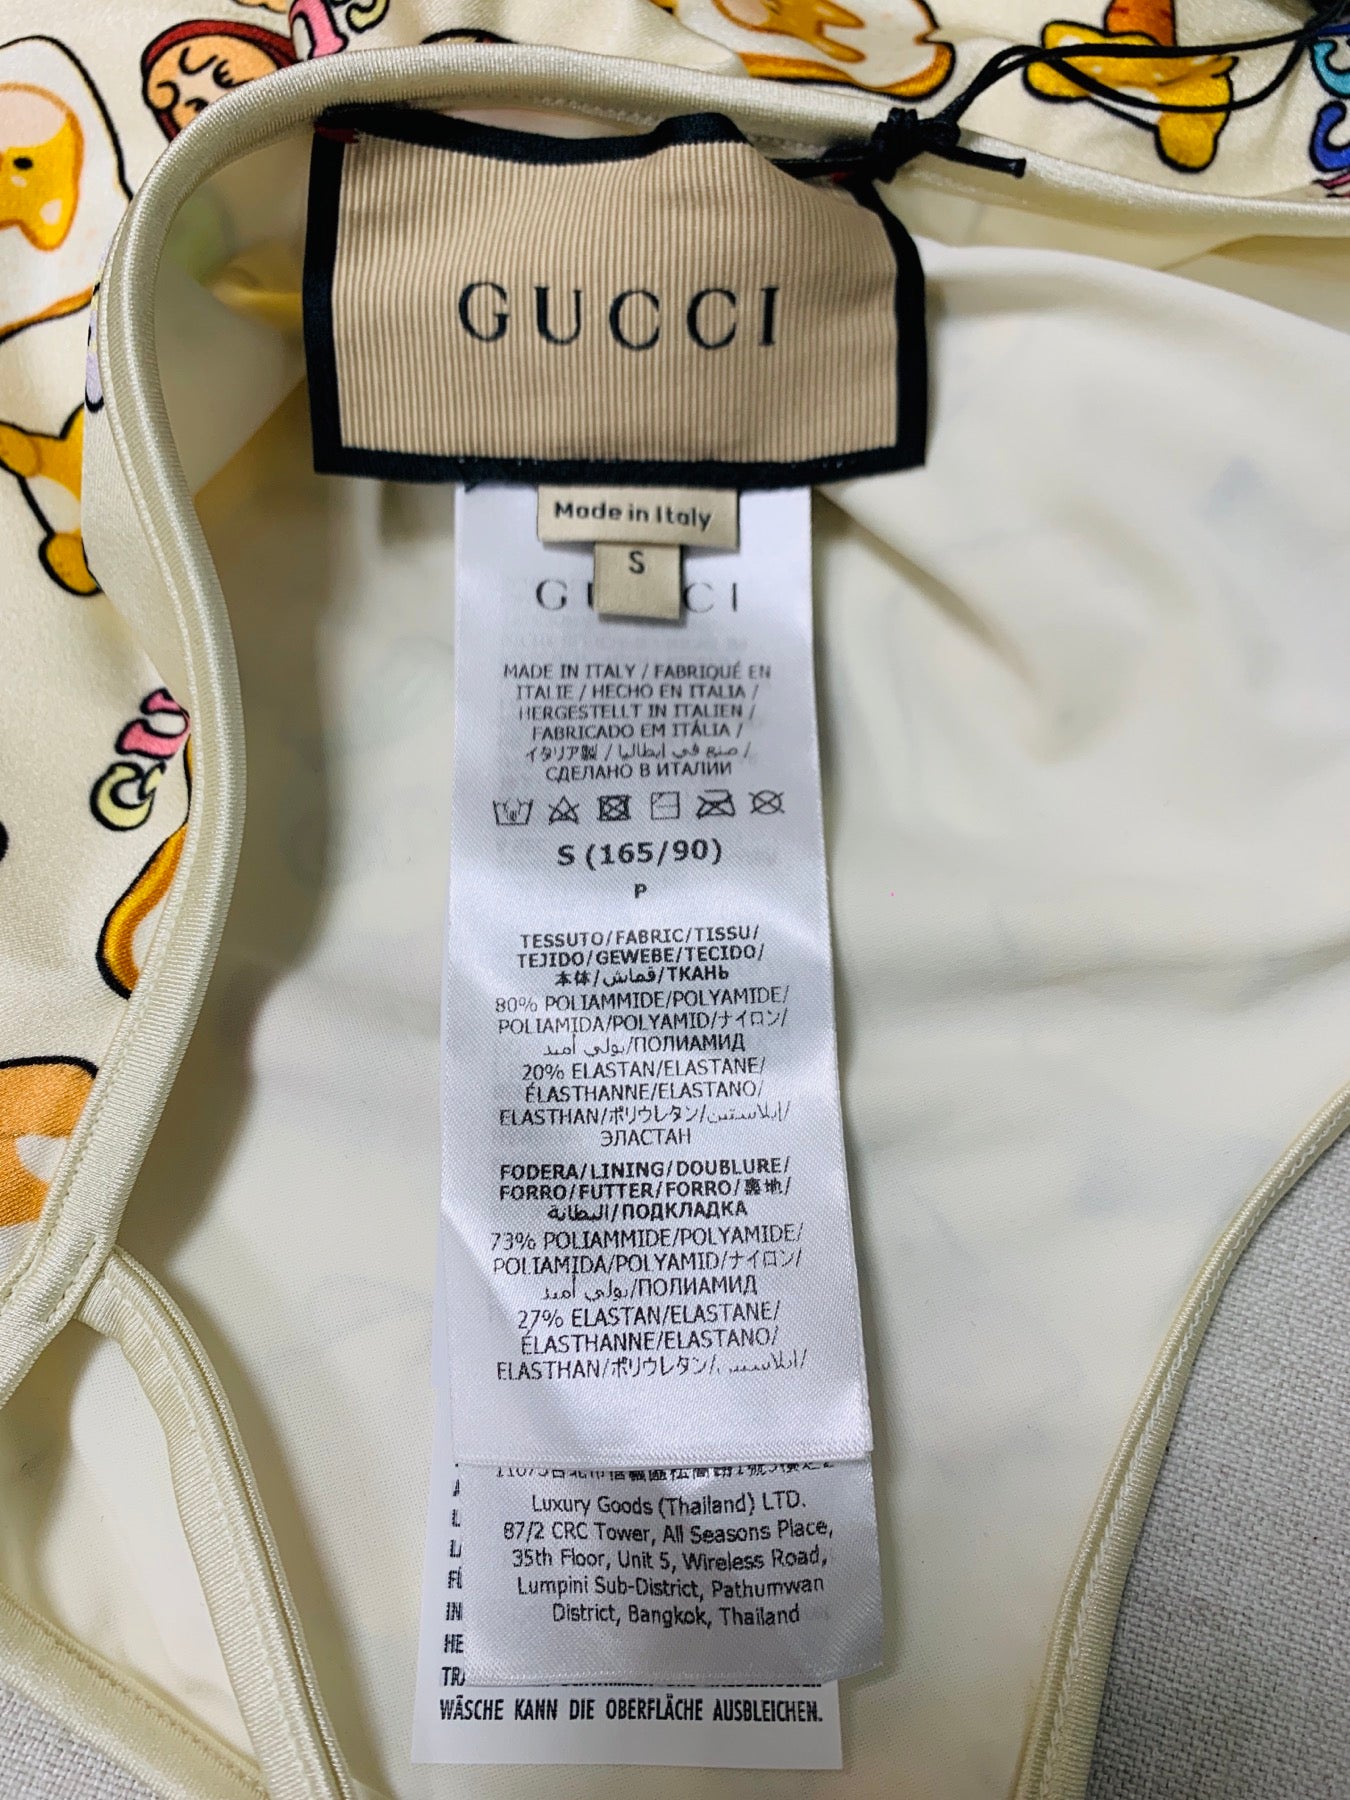 GUCCI
Made in Italy
S
MADE IN ITALY / FABRIQUÉ EN
ITALIE / HECHO EN ITALIA /
HERGESTELLT IN ITALIEN /
FABRICADO EM ITÁLIA /
イタリア製 / صنع في ايطاليا /
СДЕЛАНО В ИТАЛИИ
S (165/90)
P
TESSUTO/FABRIC/TISSU/
TEJIDO/GEWEBE/TECIDO/
本体/قماش/ТКАНЬ
80% POLIAMMIDE/POLYAMIDE/
POLIAMIDA/POLYAMID/ナイロン/
بولي أميد/ПОЛИАМИД
20% ELASTAN/ELASTANE/
ÉLASTHANNE/ELASTANO/
ELASTHAN/ポリウレタン/إيلاستين/
ЭЛАСТАН
FODERA/LINING/DOUBLURE/
FORRO/FUTTER/FORRO/裏地/
البطانة/ПОДКЛАДКА
73% POLIAMMIDE/POLYAMIDE/
POLIAMIDA/POLYAMID/ナイロン/
بولي أميد/ПОЛИАМИД
27% ELASTAN/ELASTANE/
ÉLASTHANNE/ELASTANO/
ELASTHAN/ポリウレタン/
Luxury Goods (Thailand) LTD.
87/2 CRC Tower, All Seasons Place,
35th Floor, Unit 5, Wireless Road,
Lumpini Sub-District, Pathumwan
District, Bangkok, Thailand
WÄSCHE KANN DIE OBERFLÄCHE AUSBLEICHEN.